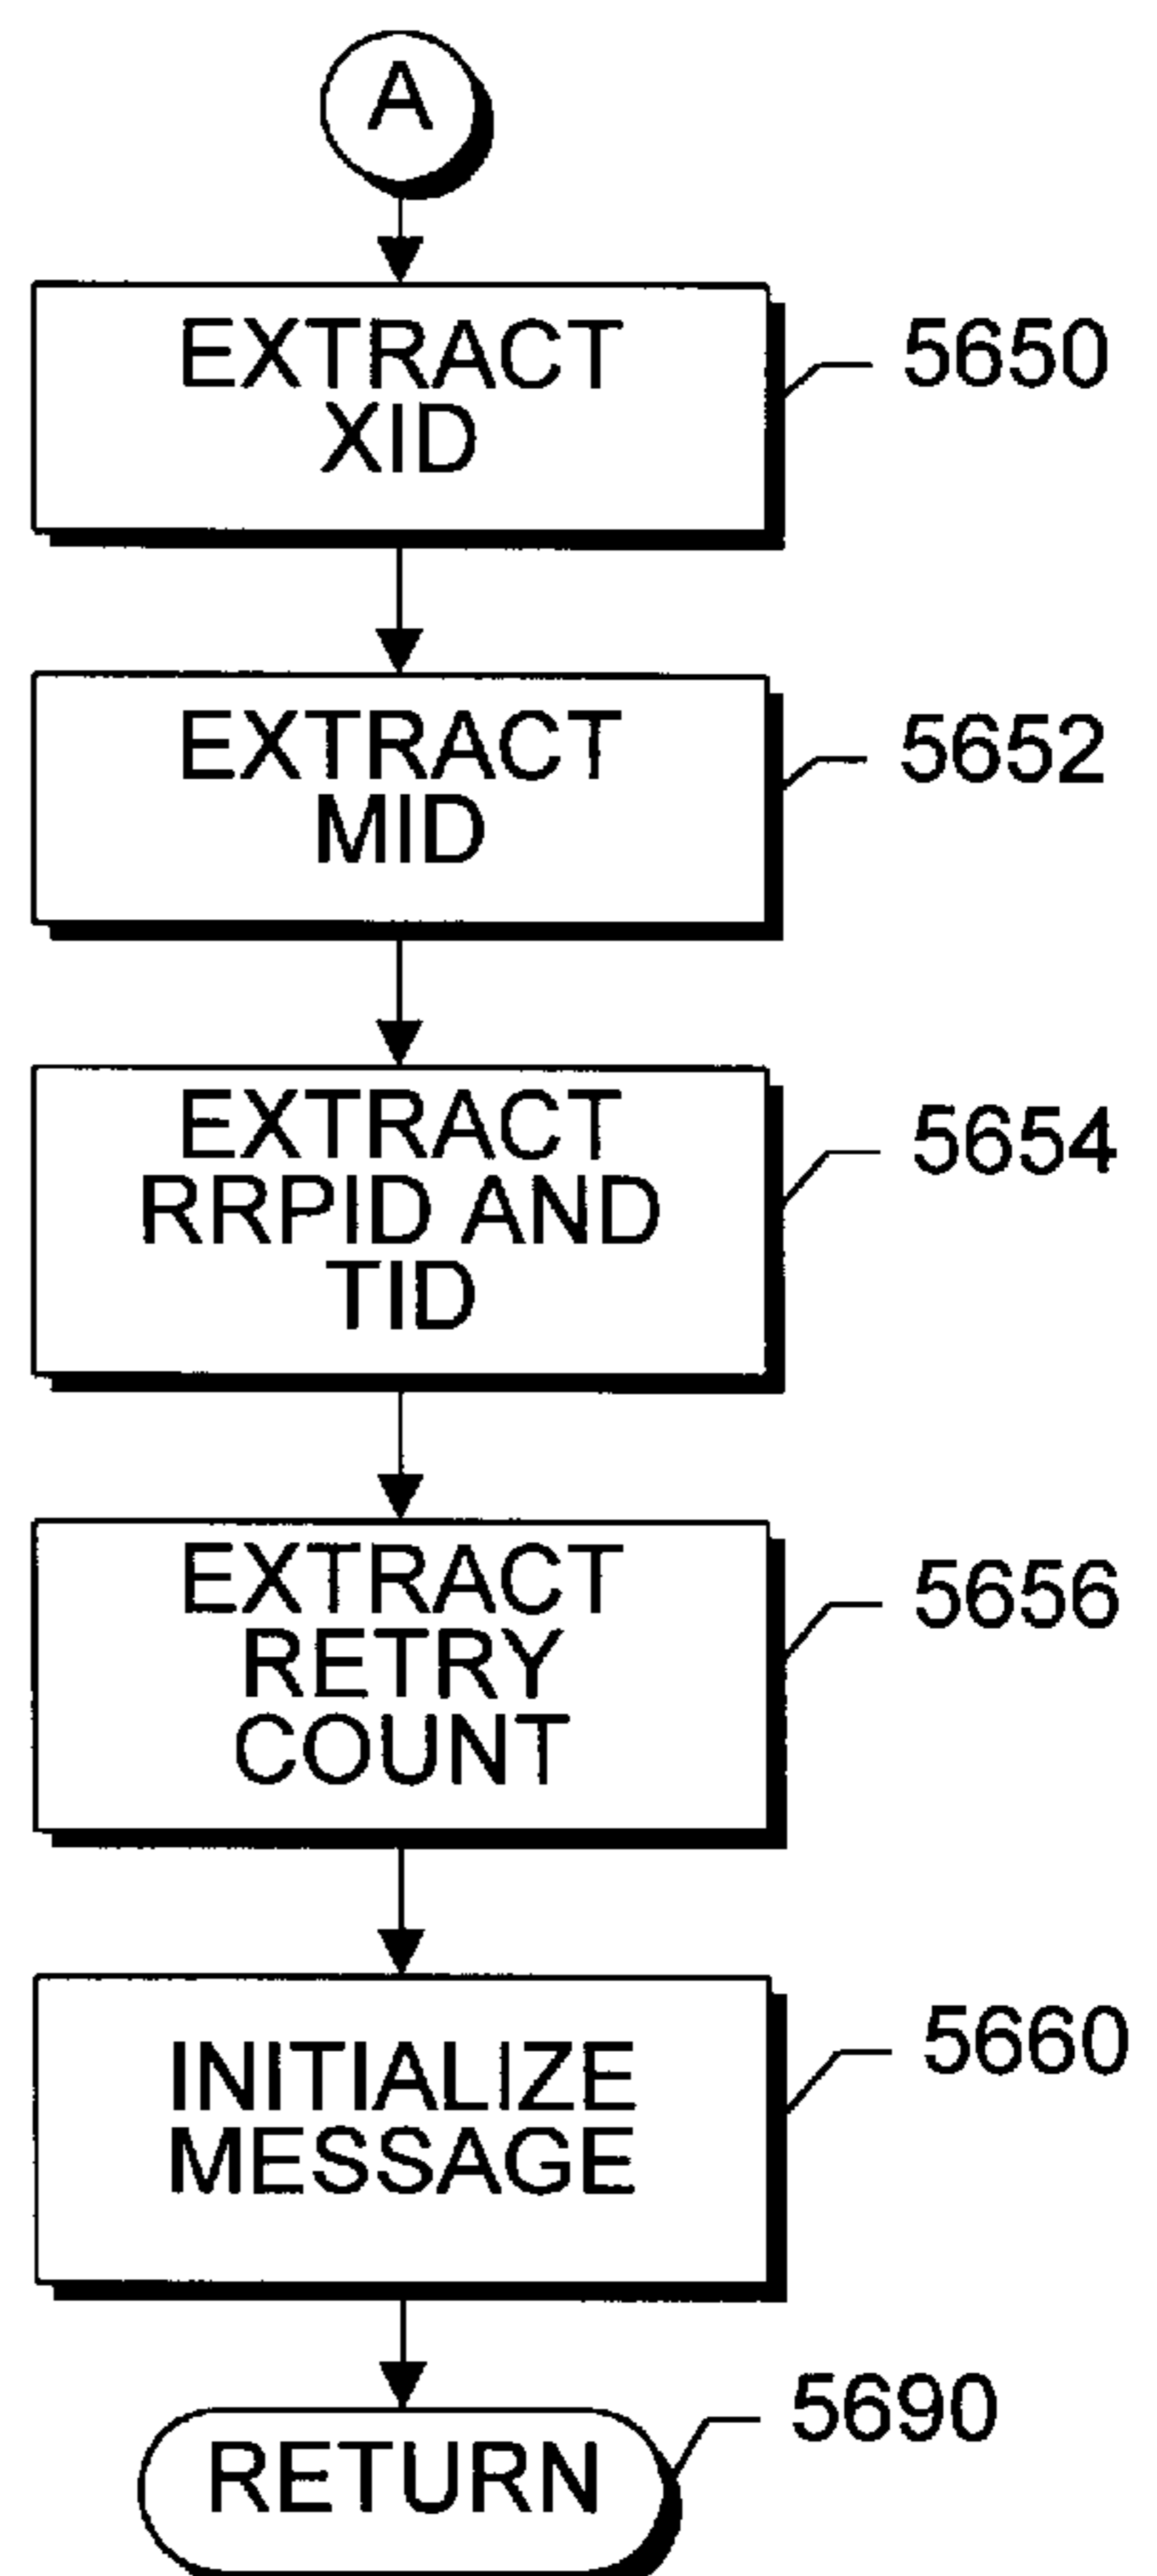 A
EXTRACT
XID
5650
EXTRACT
MID
5652
EXTRACT
RRPID AND
TID
5654
EXTRACT
RETRY
COUNT
5656
INITIALIZE
MESSAGE
5660
RETURN
5690